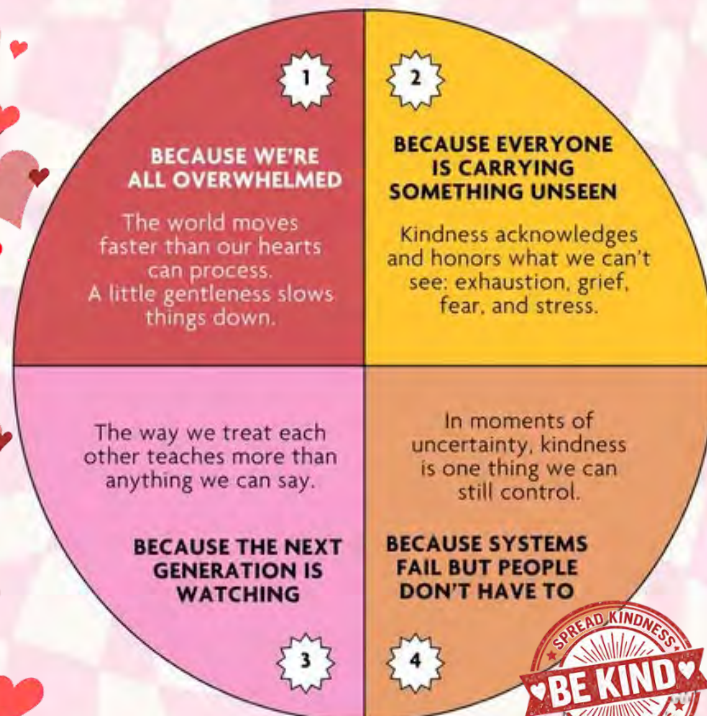 1
BECAUSE WE'RE
ALL OVERWHELMED
The world moves
faster than our hearts
can process.
A little gentleness slows
things down.
2
BECAUSE EVERYONE
IS CARRYING
SOMETHING UNSEEN
Kindness acknowledges
and honors what we can't
see: exhaustion, grief,
fear, and stress.
The way we treat each
other teaches more than
anything we can say.
BECAUSE THE NEXT
GENERATION IS
WATCHING
3
In moments of
uncertainty, kindness
is one thing we can
still control.
BECAUSE SYSTEMS
FAIL BUT PEOPLE
DON'T HAVE TO
4
SPREAD KINDNESS
BE KIND